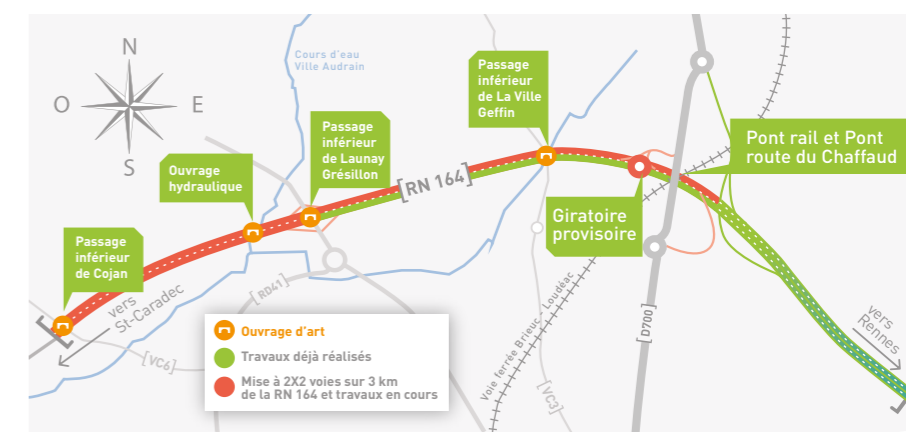 N
O
E
S
Cours d'eau
Ville Audrain
Passage
inférieur
de La Ville
Geffin
Passage
inférieur
de Launay
Grésillon
Pont rail et Pont
route du Chaffaud
Ouvrage
hydraulique
[RN 164]
Giratoire
provisoire
Passage
inférieur
de Cojan
vers
St-Caradec
[RD41]
[VC6]
[VC3]
Voie ferrée Brieuc - Loudéac
[D700]
vers
Rennes
Ouvrage d'art
Travaux déjà réalisés
Mise à 2X2 voies sur 3 km
de la RN 164 et travaux en cours